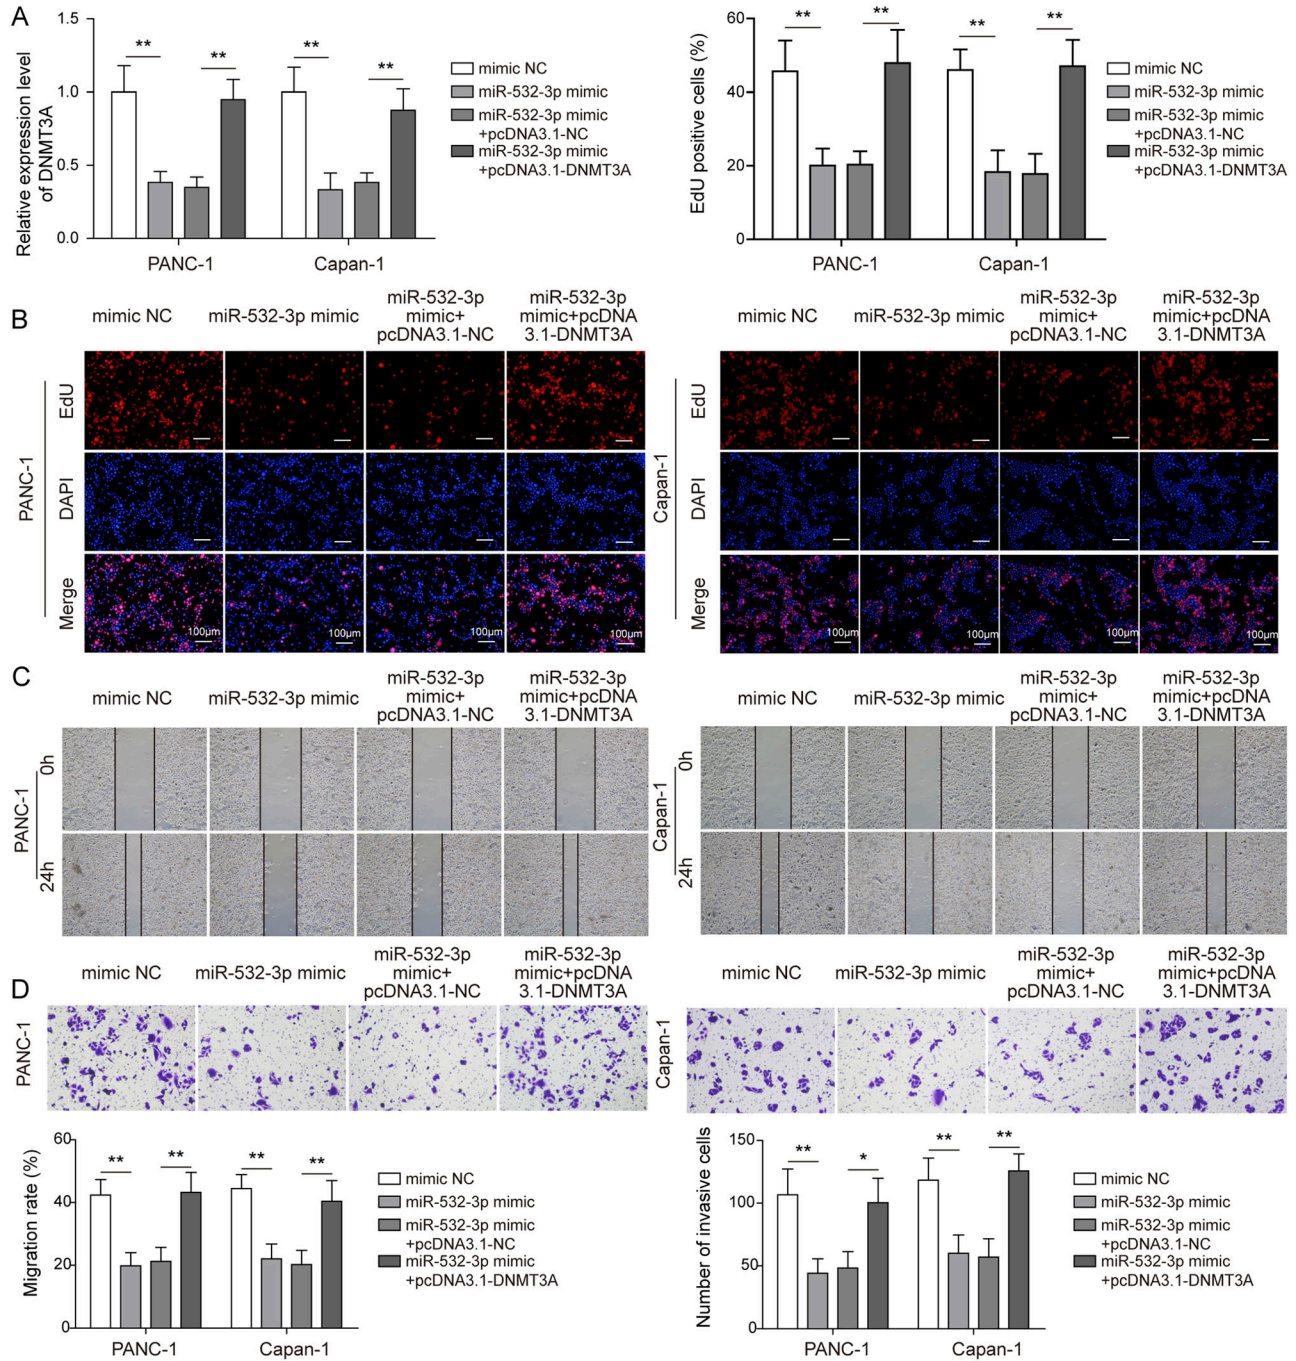 A
Relative expression level
of DNMT3A
1.5
1.0
0.5
0.0
**
**
**
**
PANC-1
Capan-1
mimic NC
miR-532-3p mimic
miR-532-3p mimic
+pcDNA3.1-NC
miR-532-3p mimic
+pcDNA3.1-DNMT3A
EdU positive cells (%)
60
40
20
0
**
**
**
**
PANC-1
Capan-1
mimic NC
miR-532-3p mimic
miR-532-3p mimic
+pcDNA3.1-NC
miR-532-3p mimic
+pcDNA3.1-DNMT3A
B
mimic NC
miR-532-3p mimic
miR-532-3p
mimic+
pcDNA3.1-NC
miR-532-3p
mimic+pcDNA
3.1-DNMT3A
PANC-1
EdU
DAPI
Merge
100μm
100μm
100μm
100μm
mimic NC
miR-532-3p mimic
miR-532-3p
mimic+
pcDNA3.1-NC
miR-532-3p
mimic+pcDNA
3.1-DNMT3A
Capan-1
EdU
DAPI
Merge
100μm
100μm
100μm
100μm
C
mimic NC
miR-532-3p mimic
miR-532-3p
mimic+
pcDNA3.1-NC
miR-532-3p
mimic+pcDNA
3.1-DNMT3A
PANC-1
0h
24h
mimic NC
miR-532-3p mimic
miR-532-3p
mimic+
pcDNA3.1-NC
miR-532-3p
mimic+pcDNA
3.1-DNMT3A
Capan-1
0h
24h
D
mimic NC
miR-532-3p mimic
miR-532-3p
mimic+
pcDNA3.1-NC
miR-532-3p
mimic+pcDNA
3.1-DNMT3A
PANC-1
mimic NC
miR-532-3p mimic
miR-532-3p
mimic+
pcDNA3.1-NC
miR-532-3p
mimic+pcDNA
3.1-DNMT3A
Capan-1
Migration rate (%)
60
40
20
0
**
**
**
**
PANC-1
Capan-1
mimic NC
miR-532-3p mimic
miR-532-3p mimic
+pcDNA3.1-NC
miR-532-3p mimic
+pcDNA3.1-DNMT3A
Number of invasive cells
150
100
50
0
**
*
**
**
PANC-1
Capan-1
mimic NC
miR-532-3p mimic
miR-532-3p mimic
+pcDNA3.1-NC
miR-532-3p mimic
+pcDNA3.1-DNMT3A